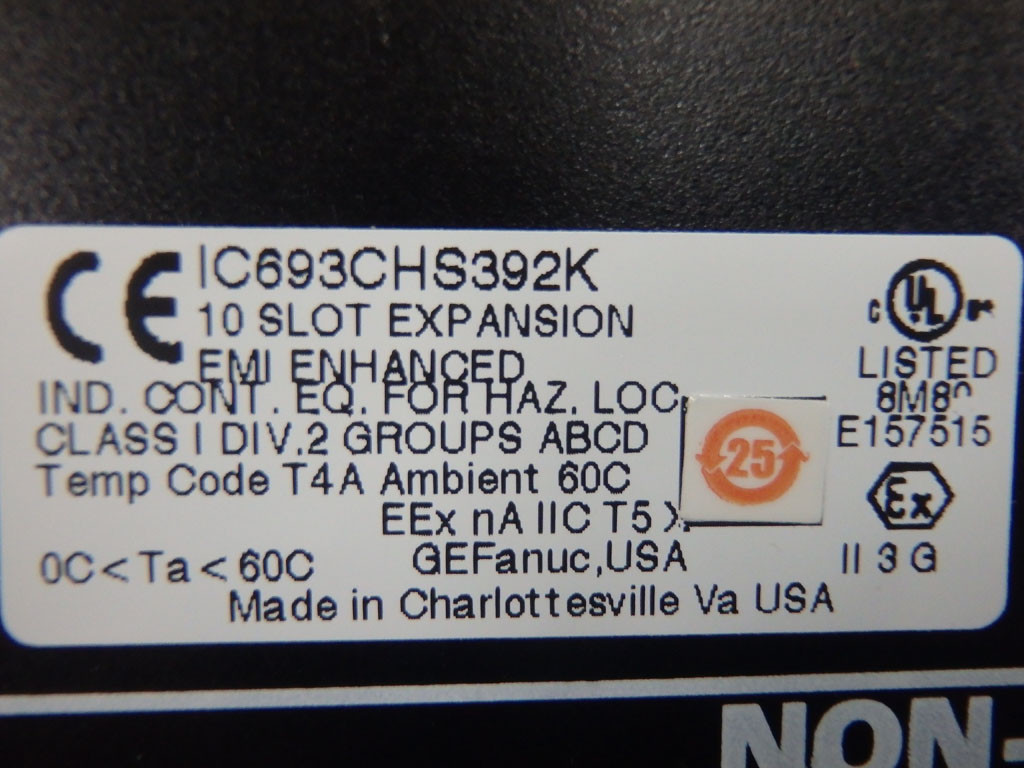 CE IC693CHS392K
10 SLOT EXPANSION
EMI ENHANCED
IND. CONT. EQ. FOR HAZ. LOC.
CLASS I DIV.2 GROUPS ABCD
Temp Code T4A Ambient 60C
EEx nA IIC T5 X
0C < Ta < 60C
GEFanuc,USA
Made in Charlottesville Va USA
25
C UL
LISTED
E157515
Ex
II 3 G
NON-